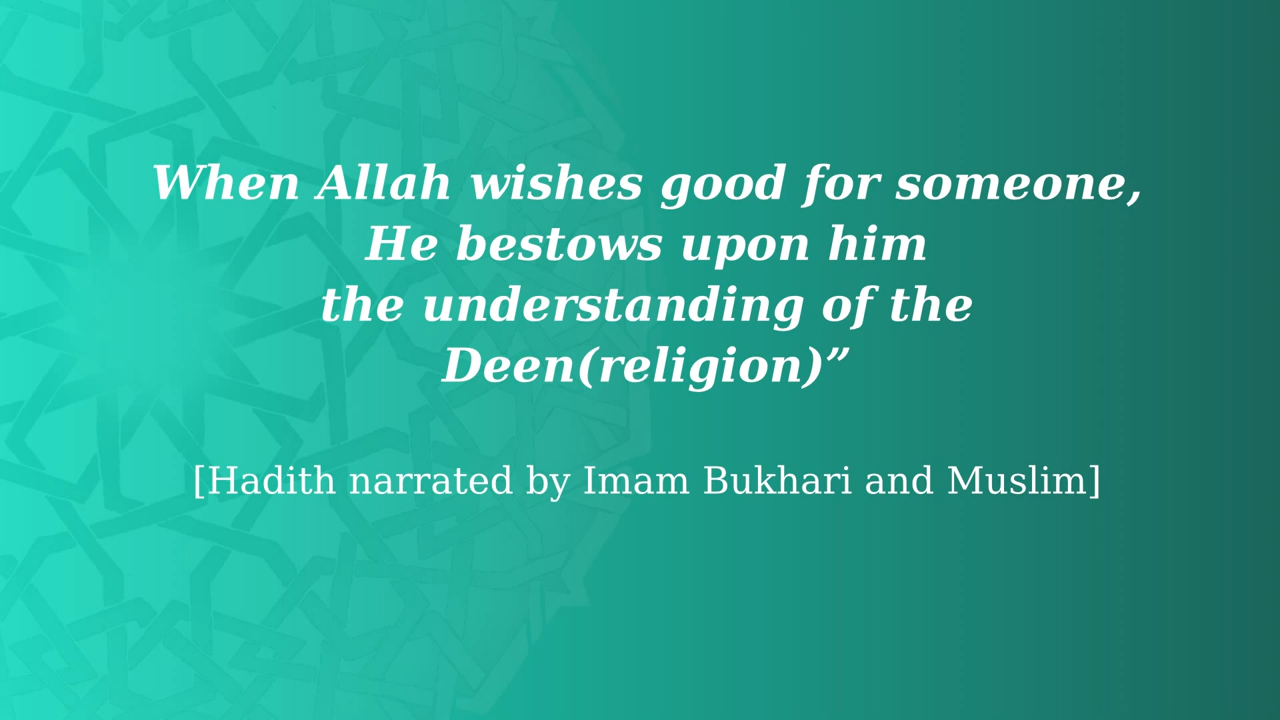 When Allah wishes good for someone,
He bestows upon him
the understanding of the
Deen(religion)”
[Hadith narrated by Imam Bukhari and Muslim]